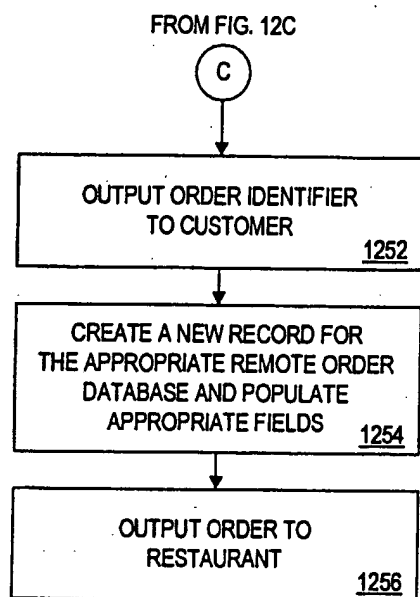 FROM FIG. 12C
C
OUTPUT ORDER IDENTIFIER
TO CUSTOMER
1252
CREATE A NEW RECORD FOR
THE APPROPRIATE REMOTE ORDER
DATABASE AND POPULATE
APPROPRIATE FIELDS
1254
OUTPUT ORDER TO
RESTAURANT
1256